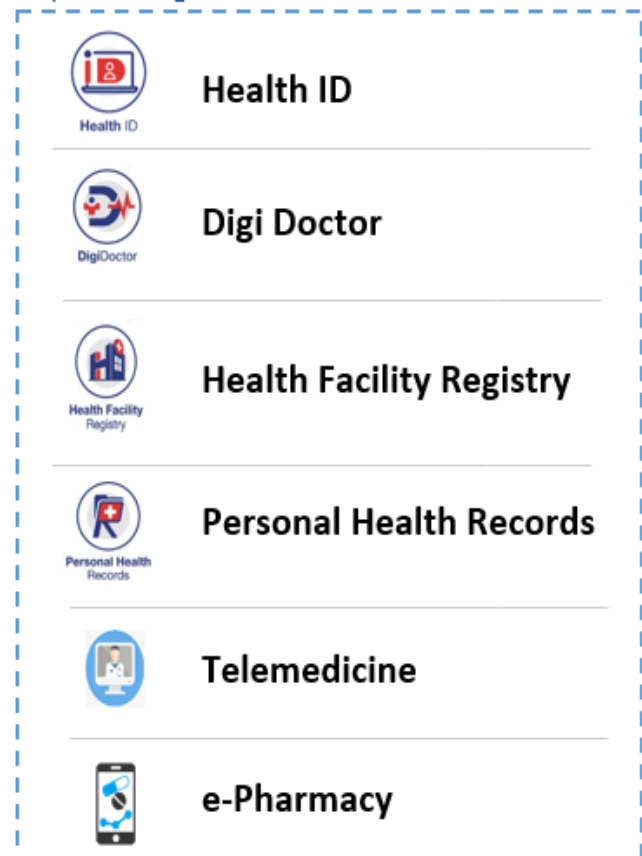 Health ID
Health ID
DigiDoctor
Digi Doctor
Health Facility
Registry
Health Facility Registry
Personal Health
Records
Personal Health Records
Telemedicine
e-Pharmacy